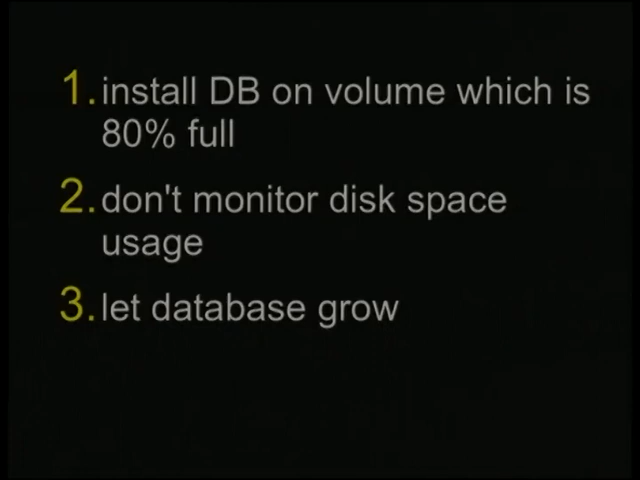 1. install DB on volume which is
80% full
2. don't monitor disk space
usage
3. let database grow